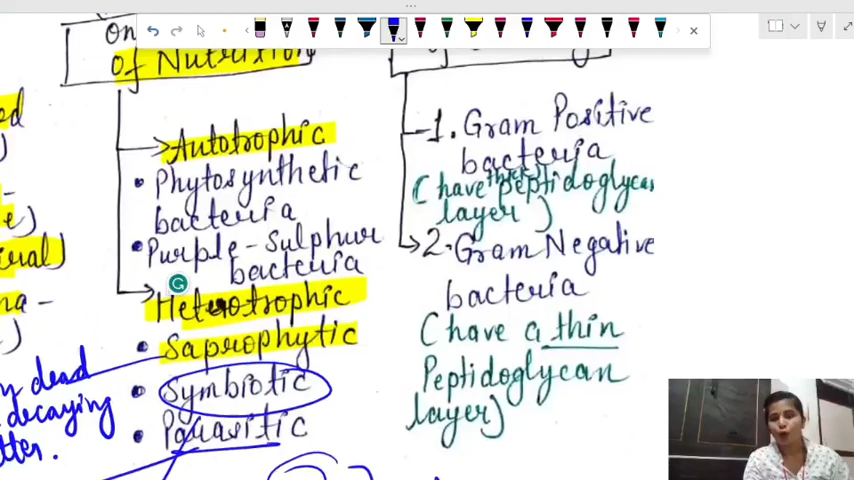 on
of Nutrition
Autotrophic
• Phytosynthetic
bacteria
• Purple-Sulphur
bacteria
Heterotrophic
• Saprophytic
• Symbiotic
• Parasitic
dead
decaying
1. Gram Positive
bacteria
thick
(have peptidoglycan
layer)
2. Gram Negative
bacteria
(have a thin
Peptidoglycan
layer)